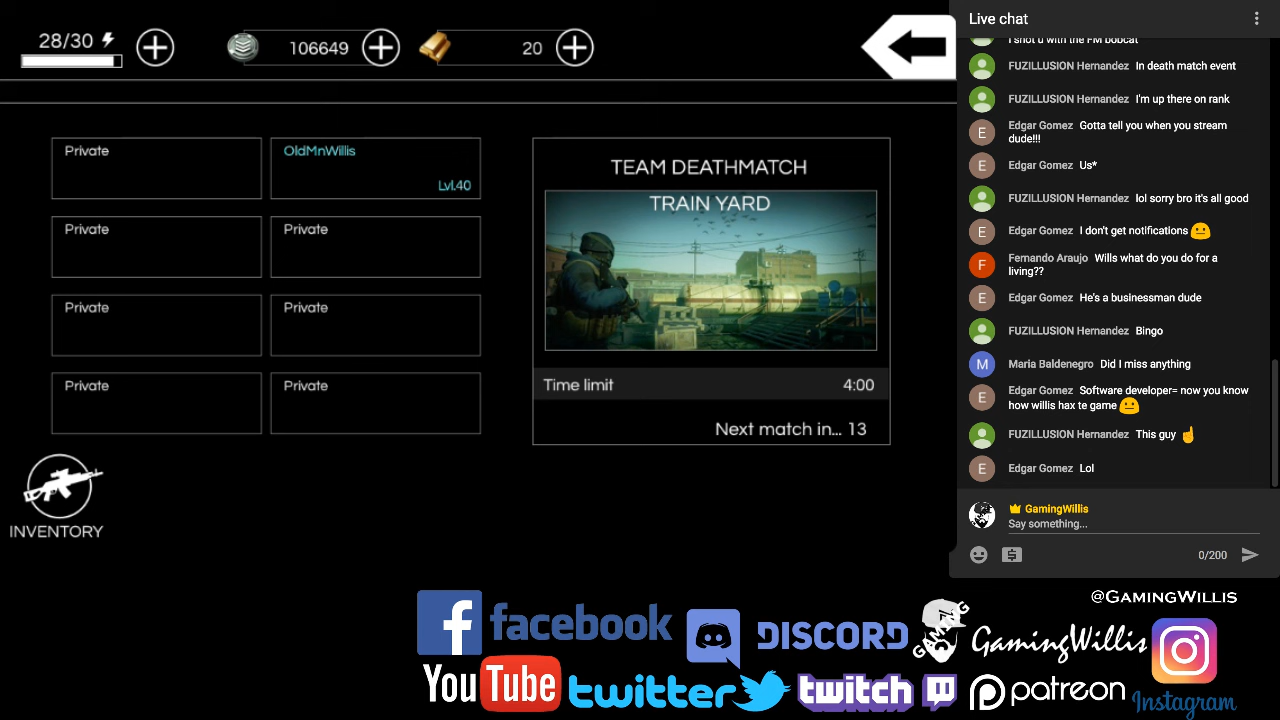 28/30
106649
20
Private
OldMnWillis
Lvl.40
Private
Private
Private
Private
Private
Private
TEAM DEATHMATCH
TRAIN YARD
Time limit 4:00
Next match in... 13
INVENTORY
Live chat
I shot u with the FM bobcat
FUZILLUSION Hernandez In death match event
FUZILLUSION Hernandez I'm up there on rank
Edgar Gomez Gotta tell you when you stream
dude!!!
Edgar Gomez Us*
FUZILLUSION Hernandez lol sorry bro it's all good
Edgar Gomez I don't get notifications 😐
Fernando Araujo Wills what do you do for a
living??
Edgar Gomez He's a businessman dude
FUZILLUSION Hernandez Bingo
Maria Baldenegro Did I miss anything
Edgar Gomez Software developer= now you know
how willis hax te game 😐
FUZILLUSION Hernandez This guy ☝
Edgar Gomez Lol
GamingWillis
Say something...
0/200
@GAMINGWILLIS
facebook
DISCORD
GAMING
GamingWillis
YouTube
twitter
twitch
patreon
Instagram